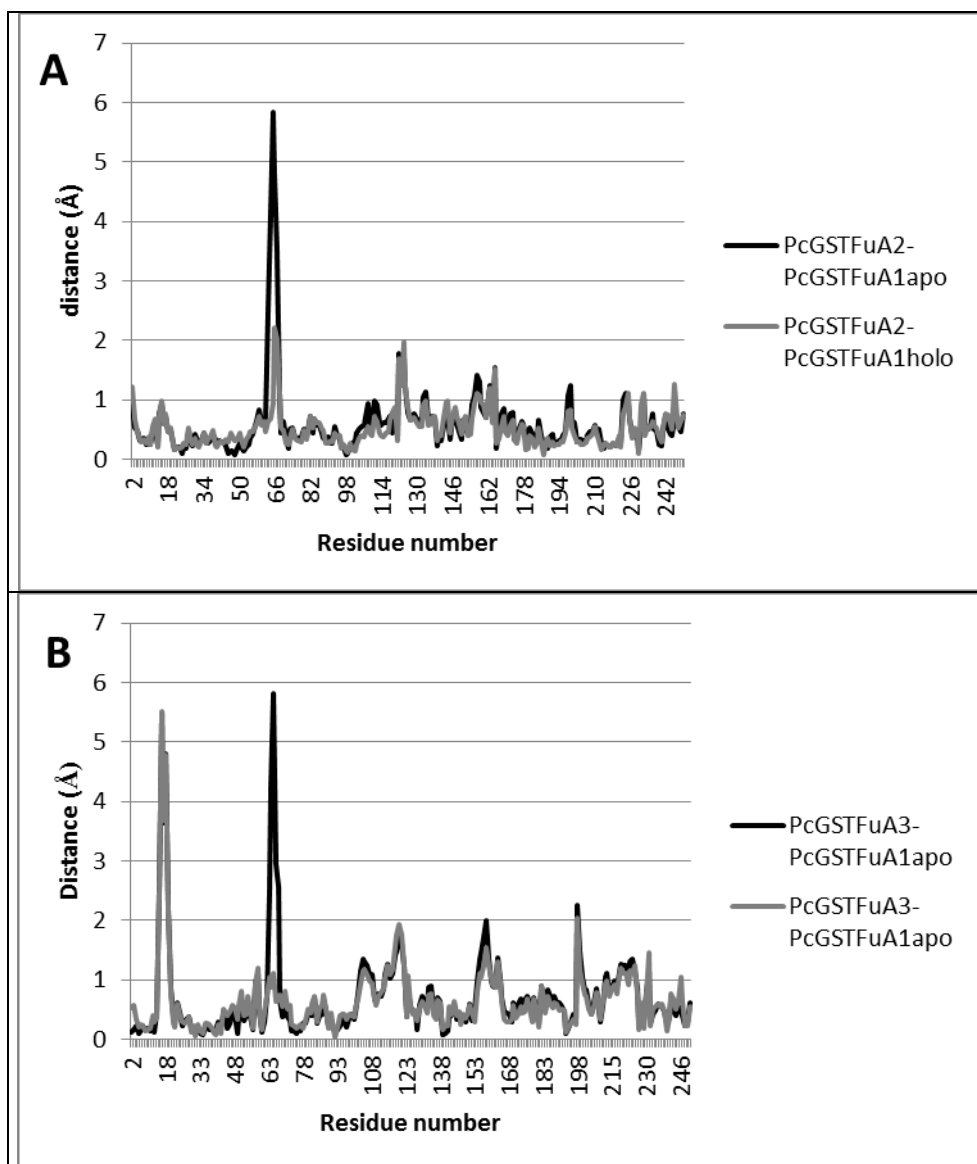 A
7
6
5
4
3
2
1
0
distance (Å)
2 18 34 50 66 82 98 114 130 146 162 178 194 210 226 242
Residue number
PcGSTFuA2-
PcGSTFuA1apo
PcGSTFuA2-
PcGSTFuA1holo
B
7
6
5
4
3
2
1
0
Distance (Å)
2 18 33 48 63 78 93 108 123 138 153 168 183 198 215 230 246
Residue number
PcGSTFuA3-
PcGSTFuA1apo
PcGSTFuA3-
PcGSTFuA1apo